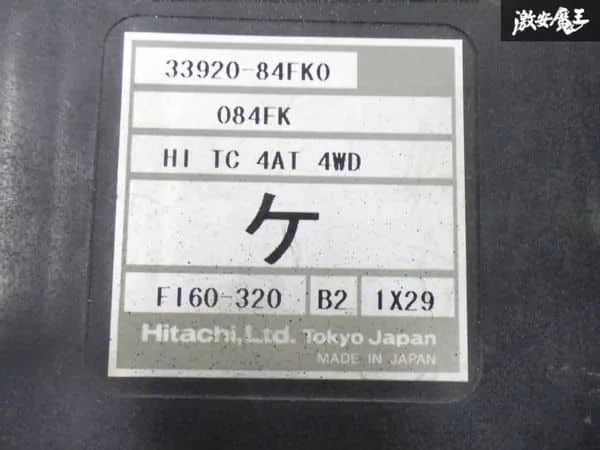 激安魔王
33920-84FK0
084FK
HI TC 4AT 4WD
ケ
FI60-320 B2 1X29
Hitachi, Ltd. Tokyo Japan
MADE IN JAPAN